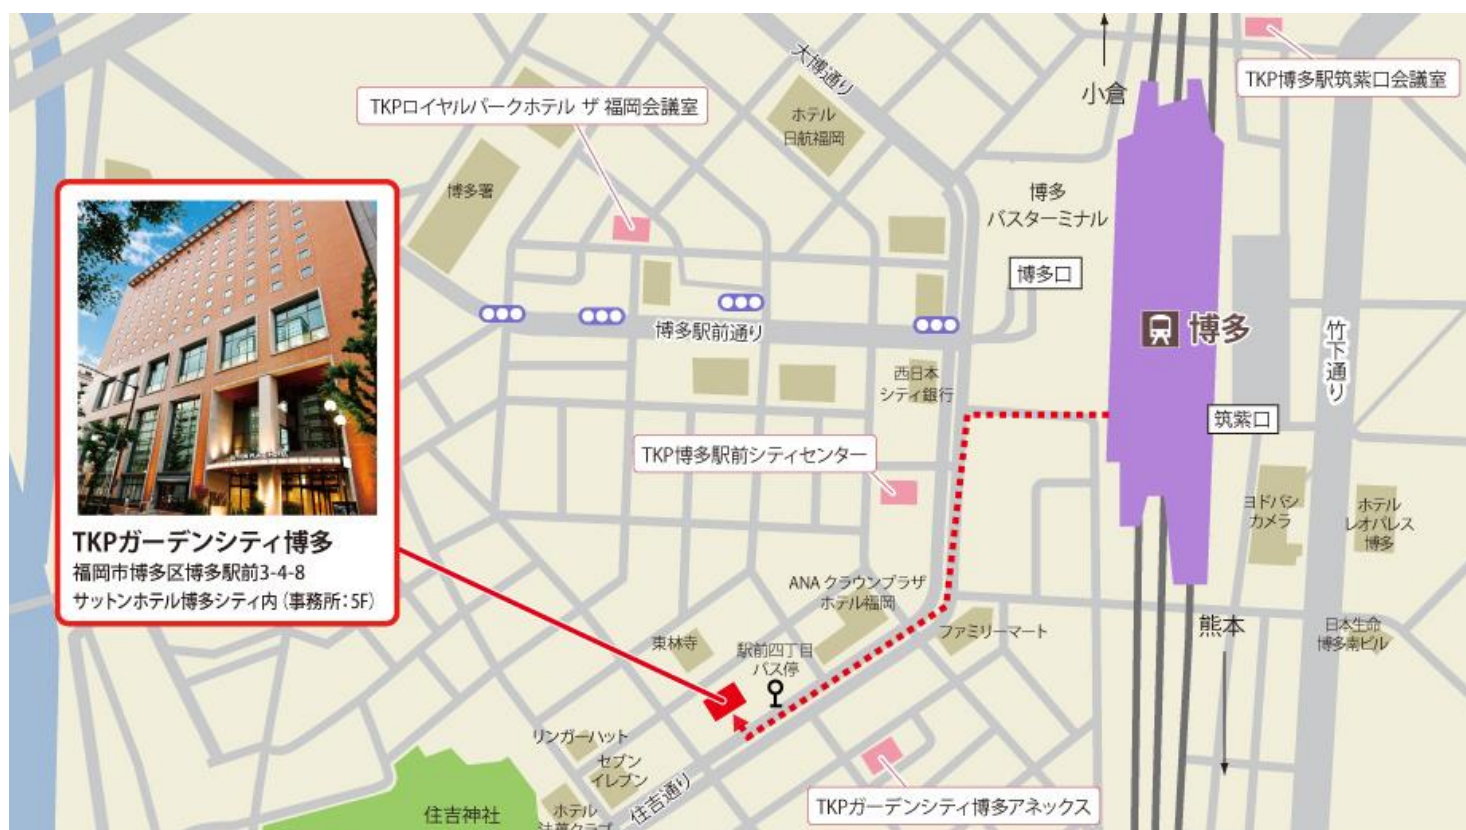 大博通り
小倉
TKP博多駅筑紫口会議室
TKPロイヤルパークホテル ザ 福岡会議室
ホテル
日航福岡
博多署
博多
バスターミナル
博多口
博多駅前通り
博多
竹下通り
西日本
シティ銀行
筑紫口
TKP博多駅前シティセンター
ヨドバシ
カメラ
ホテル
レオパレス
博多
TKPガーデンシティ博多
福岡市博多区博多駅前3-4-8
サットンホテル博多シティ内（事務所：5F）
ANA クラウンプラザ
ホテル福岡
ファミリーマート
熊本
日本生命
博多南ビル
東林寺
駅前四丁目
バス停
リンガーハット
セブン
イレブン
住吉通り
TKPガーデンシティ博多アネックス
住吉神社
ホテル
法華クラブ